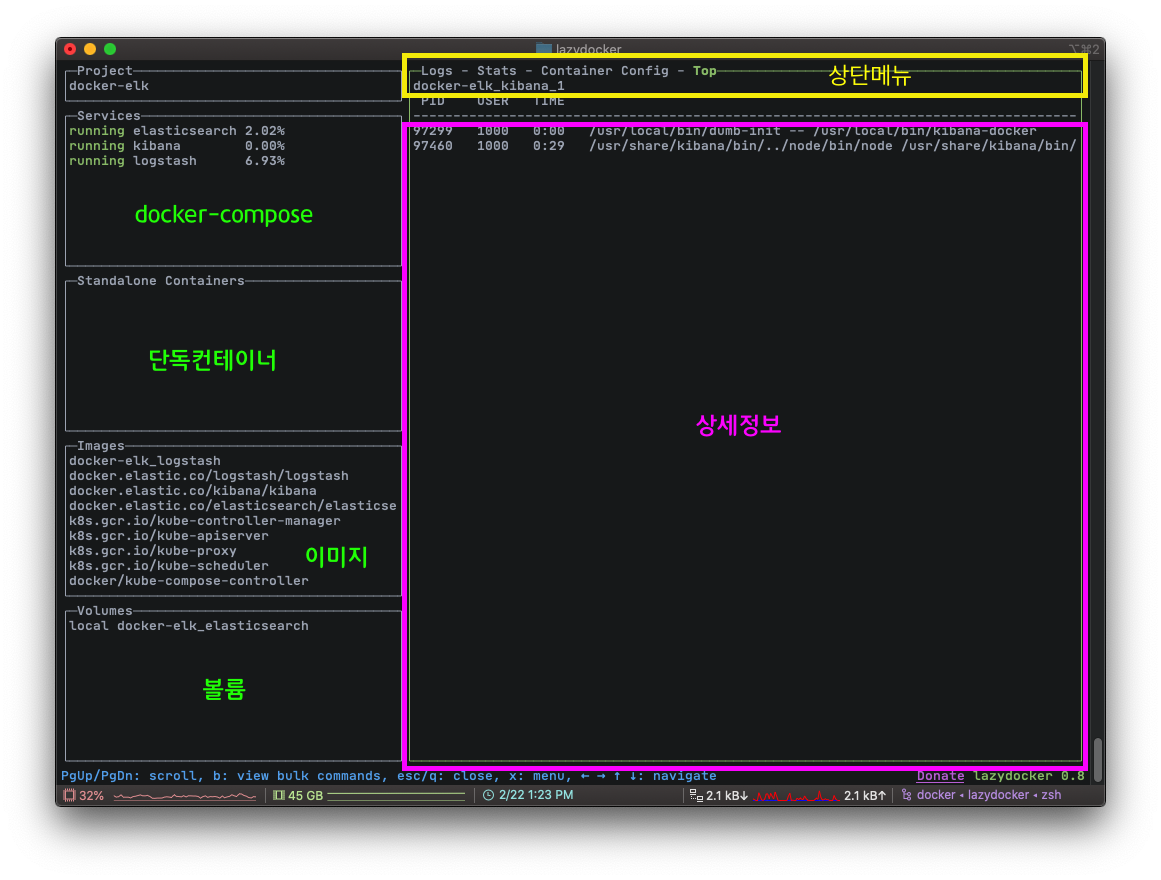 lazydocker
⌥⌘2
Project
docker-elk
Services
running elasticsearch 2.02%
running kibana 0.00%
running logstash 6.93%
docker-compose
Standalone Containers
단독컨테이너
Images
docker-elk_logstash
docker.elastic.co/logstash/logstash
docker.elastic.co/kibana/kibana
docker.elastic.co/elasticsearch/elasticse
k8s.gcr.io/kube-controller-manager
k8s.gcr.io/kube-apiserver
k8s.gcr.io/kube-proxy
k8s.gcr.io/kube-scheduler
docker/kube-compose-controller
이미지
Volumes
local docker-elk_elasticsearch
볼륨
Logs - Stats - Container Config - Top
상단메뉴
docker-elk_kibana_1
PID USER TIME
97299 1000 0:00 /usr/local/bin/dumb-init -- /usr/local/bin/kibana-docker
97460 1000 0:29 /usr/share/kibana/bin/../node/bin/node /usr/share/kibana/bin/
상세정보
PgUp/PgDn: scroll, b: view bulk commands, esc/q: close, x: menu, ← → ↑ ↓: navigate
Donate lazydocker 0.8
32% 45 GB 2/22 1:23 PM 2.1 kB↓ 2.1 kB↑ docker ◂ lazydocker ◂ zsh